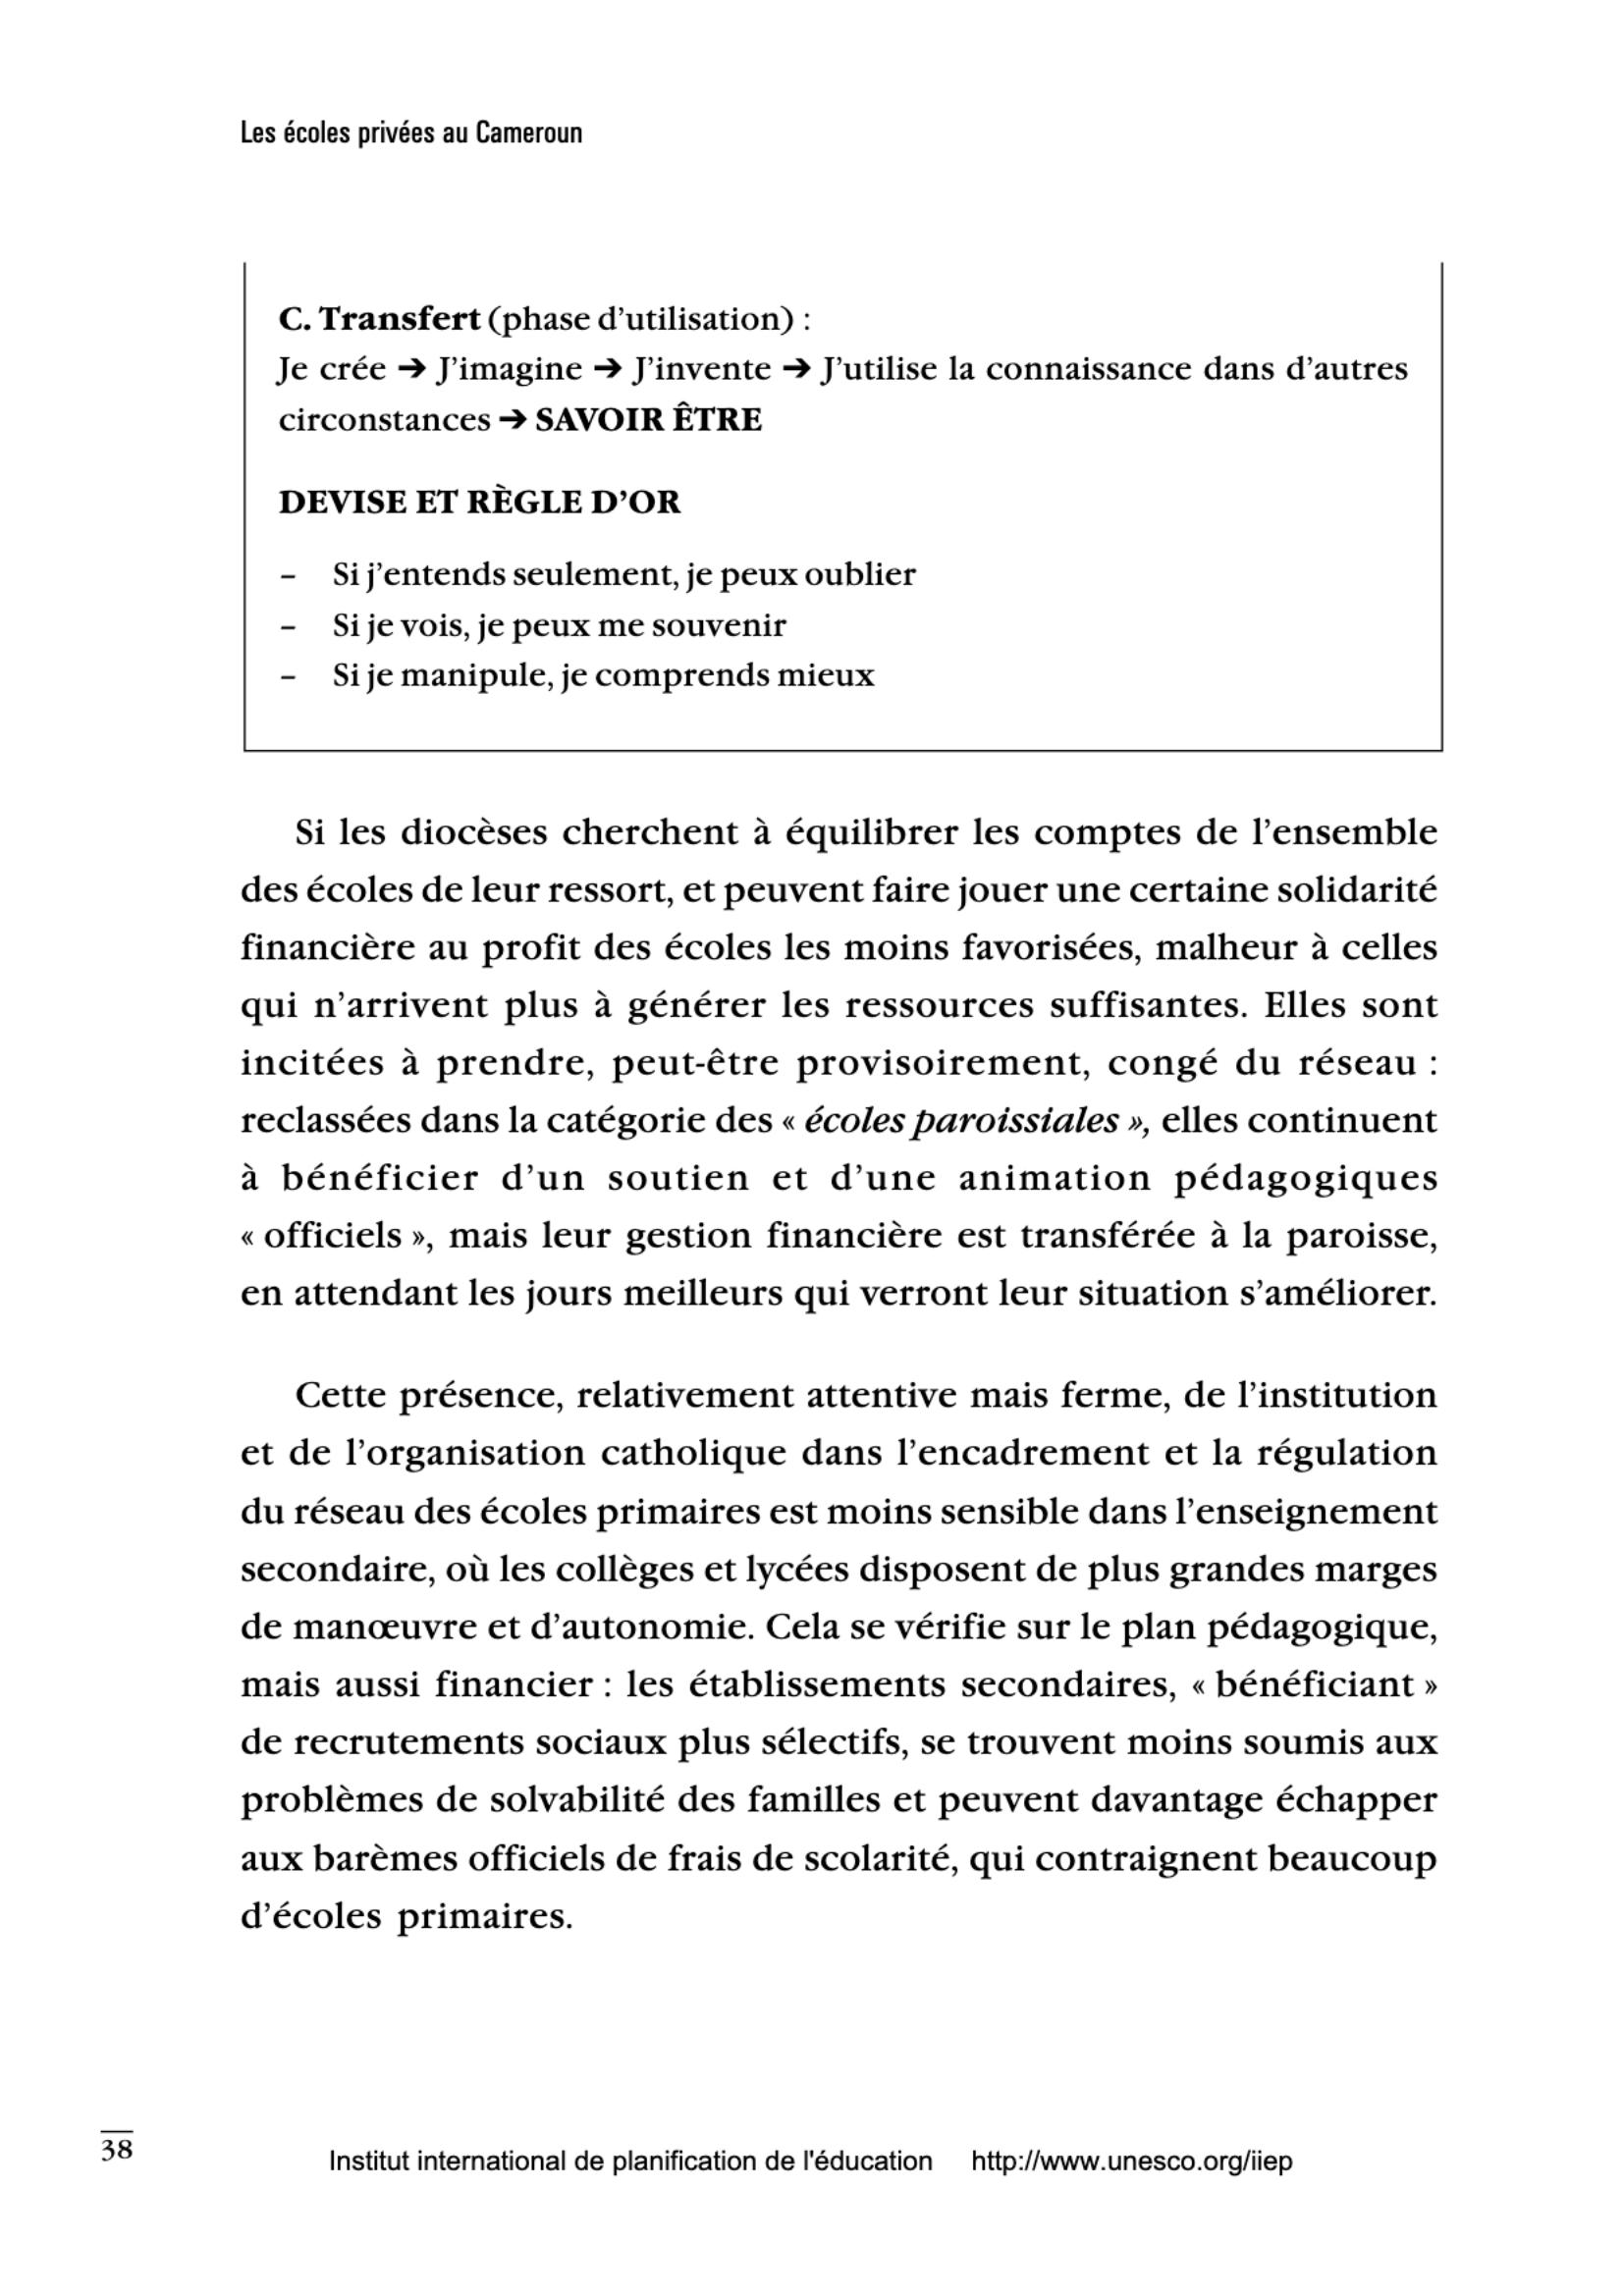 Les écoles privées au Cameroun
C. Transfert (phase d’utilisation) :
Je crée ➔ J’imagine ➔ J’invente ➔ J’utilise la connaissance dans d’autres
circonstances ➔ SAVOIR ÊTRE
DEVISE ET RÈGLE D’OR
– Si j’entends seulement, je peux oublier
– Si je vois, je peux me souvenir
– Si je manipule, je comprends mieux
Si les diocèses cherchent à équilibrer les comptes de l’ensemble
des écoles de leur ressort, et peuvent faire jouer une certaine solidarité
financière au profit des écoles les moins favorisées, malheur à celles
qui n’arrivent plus à générer les ressources suffisantes. Elles sont
incitées à prendre, peut-être provisoirement, congé du réseau :
reclassées dans la catégorie des « écoles paroissiales », elles continuent
à bénéficier d’un soutien et d’une animation pédagogiques
« officiels », mais leur gestion financière est transférée à la paroisse,
en attendant les jours meilleurs qui verront leur situation s’améliorer.
Cette présence, relativement attentive mais ferme, de l’institution
et de l’organisation catholique dans l’encadrement et la régulation
du réseau des écoles primaires est moins sensible dans l’enseignement
secondaire, où les collèges et lycées disposent de plus grandes marges
de manœuvre et d’autonomie. Cela se vérifie sur le plan pédagogique,
mais aussi financier : les établissements secondaires, « bénéficiant »
de recrutements sociaux plus sélectifs, se trouvent moins soumis aux
problèmes de solvabilité des familles et peuvent davantage échapper
aux barèmes officiels de frais de scolarité, qui contraignent beaucoup
d’écoles primaires.
38
Institut international de planification de l'éducation http://www.unesco.org/iiep